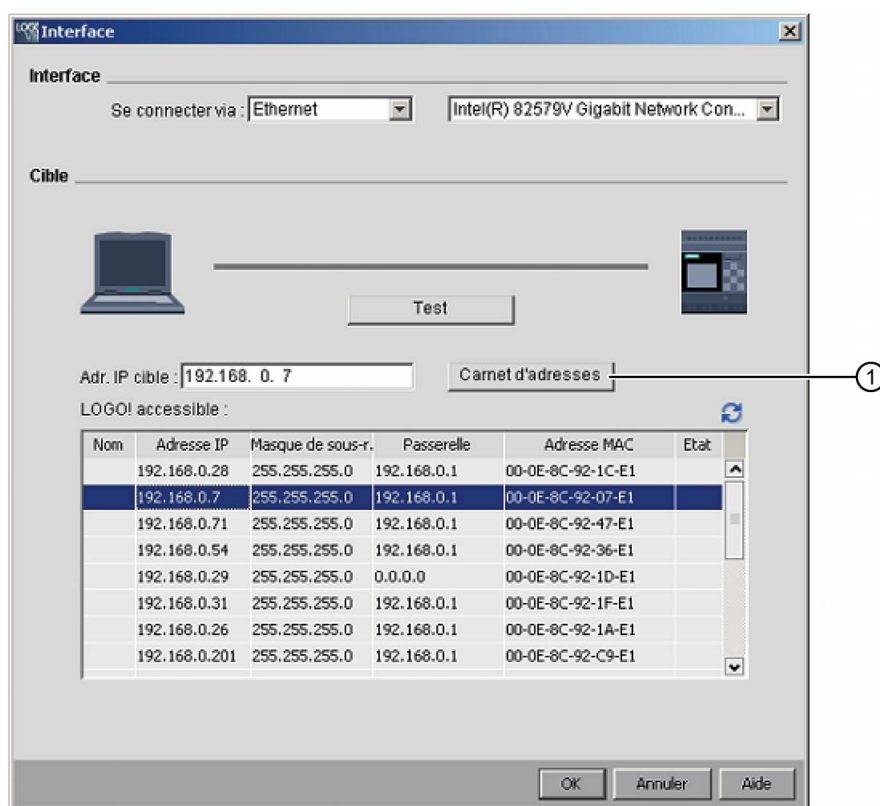 LOGO Interface
Interface
Se connecter via : Ethernet Intel(R) 82579V Gigabit Network Con...
Cible
Test
Adr. IP cible : 192.168. 0. 7 Carnet d'adresses 1
LOGO! accessible :
Nom Adresse IP Masque de sous-r. Passerelle Adresse MAC Etat
192.168.0.28 255.255.255.0 192.168.0.1 00-0E-8C-92-1C-E1
192.168.0.7 255.255.255.0 192.168.0.1 00-0E-8C-92-07-E1
192.168.0.71 255.255.255.0 192.168.0.1 00-0E-8C-92-47-E1
192.168.0.54 255.255.255.0 192.168.0.1 00-0E-8C-92-36-E1
192.168.0.29 255.255.255.0 0.0.0.0 00-0E-8C-92-1D-E1
192.168.0.31 255.255.255.0 192.168.0.1 00-0E-8C-92-1F-E1
192.168.0.26 255.255.255.0 192.168.0.1 00-0E-8C-92-1A-E1
192.168.0.201 255.255.255.0 192.168.0.1 00-0E-8C-92-C9-E1
OK Annuler Aide